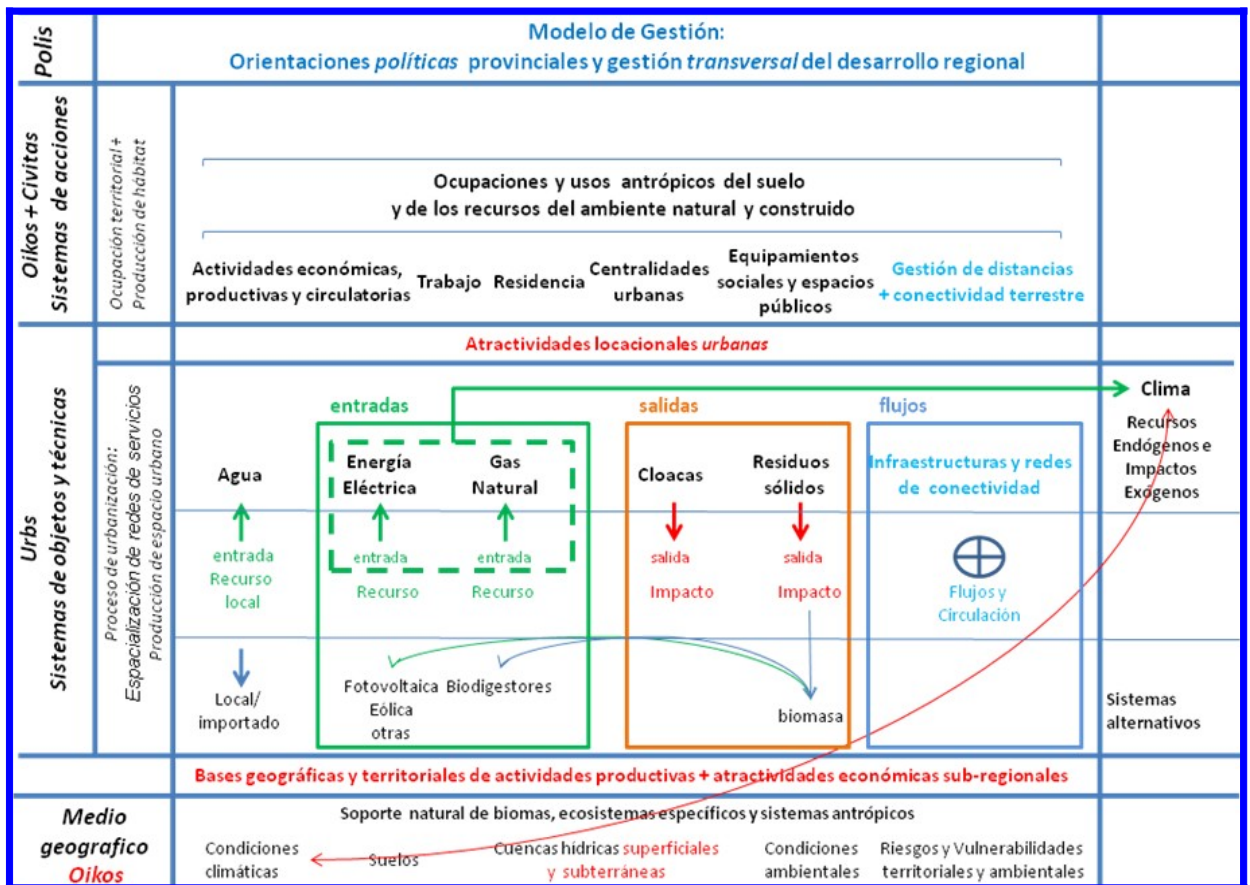 Polis
Modelo de Gestión:
Orientaciones políticas provinciales y gestión transversal del desarrollo regional
Oikos + Civitas
Sistemas de acciones
Ocupación territorial +
Producción de hábitat
Ocupaciones y usos antrópicos del suelo
y de los recursos del ambiente natural y construido
Actividades económicas,
productivas y circulatorias
Trabajo
Residencia
Centralidades
urbanas
Equipamientos
sociales y espacios
públicos
Gestión de distancias
+ conectividad terrestre
Atractividades locacionales urbanas
Urbs
Sistemas de objetos y técnicas
Proceso de urbanización:
Espacialización de redes de servicios
Producción de espacio urbano
entradas
salidas
flujos
Clima
Recursos
Endógenos e
Impactos
Exógenos
Agua
Energía
Eléctrica
Gas
Natural
Cloacas
Residuos
sólidos
Infraestructuras y redes
de conectividad
entrada
Recurso
local
entrada
Recurso
entrada
Recurso
salida
Impacto
salida
Impacto
Flujos y
Circulación
Local/
importado
Fotovoltaica
Eólica
otras
Biodigestores
biomasa
Sistemas
alternativos
Bases geográficas y territoriales de actividades productivas + atractividades económicas sub-regionales
Medio
geografico
Oikos
Soporte natural de biomas, ecosistemas específicos y sistemas antrópicos
Condiciones
climáticas
Suelos
Cuencas hídricas superficiales
y subterráneas
Condiciones
ambientales
Riesgos y Vulnerabilidades
territoriales y ambientales